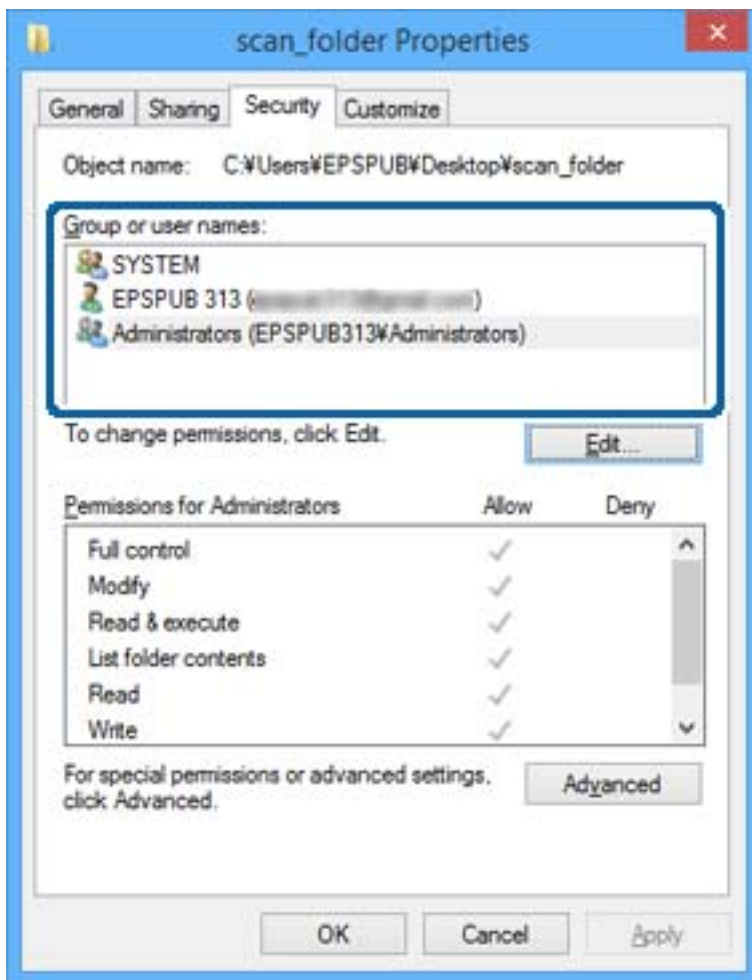 scan_folder Properties
General Sharing Security Customize
Object name: C:¥Users¥EPSPUB¥Desktop¥scan_folder
Group or user names:
SYSTEM
EPSPUB 313 ( )
Administrators (EPSPUB313¥Administrators)
To change permissions, click Edit.
Edit...
Permissions for Administrators Allow Deny
Full control
Modify
Read & execute
List folder contents
Read
Write
For special permissions or advanced settings,
click Advanced.
Advanced
OK Cancel Apply